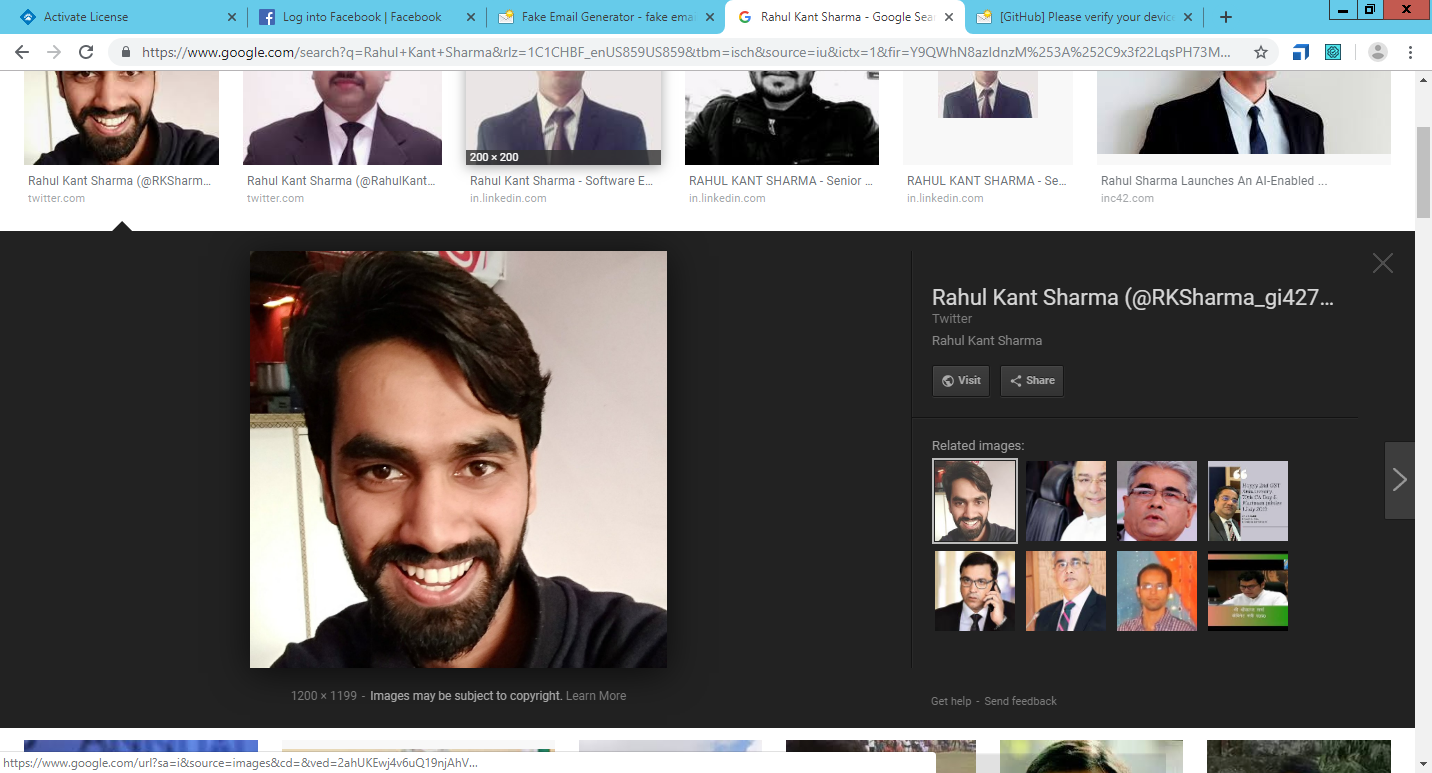 Activate License
Log into Facebook | Facebook
Fake Email Generator - fake emai
Rahul Kant Sharma - Google Sear
[GitHub] Please verify your device
https://www.google.com/search?q=Rahul+Kant+Sharma&rlz=1C1CHBF_enUS859US859&tbm=isch&source=iu&ictx=1&fir=Y9QWhN8azIdnzM%253A%252C9x3f22LqsPH73M...
200 × 200
Rahul Kant Sharma (@RKSharm...
Rahul Kant Sharma (@RahulKant...
Rahul Kant Sharma - Software E...
RAHUL KANT SHARMA - Senior ...
RAHUL KANT SHARMA - Se...
Rahul Sharma Launches An AI-Enabled ...
twitter.com
twitter.com
in.linkedin.com
in.linkedin.com
in.linkedin.com
inc42.com
Rahul Kant Sharma (@RKSharma_gi427...
Twitter
Rahul Kant Sharma
Visit
Share
Related images:
1200 × 1199 - Images may be subject to copyright. Learn More
Get help - Send feedback
https://www.google.com/url?sa=i&source=images&cd=&ved=2ahUKEwj4v6uQ19njAhV...